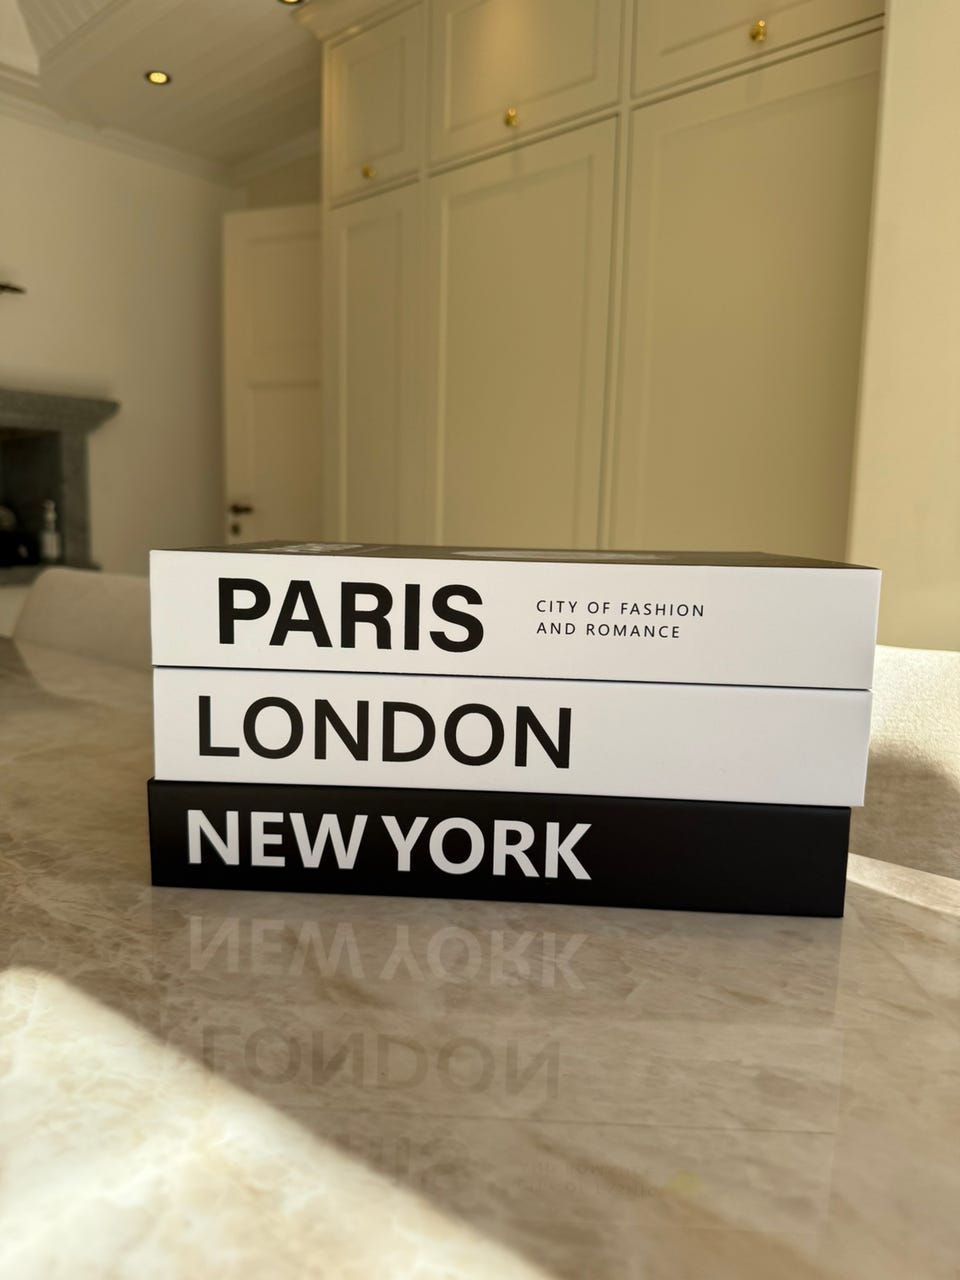 PARIS
CITY OF FASHION
AND ROMANCE
LONDON
NEW YORK